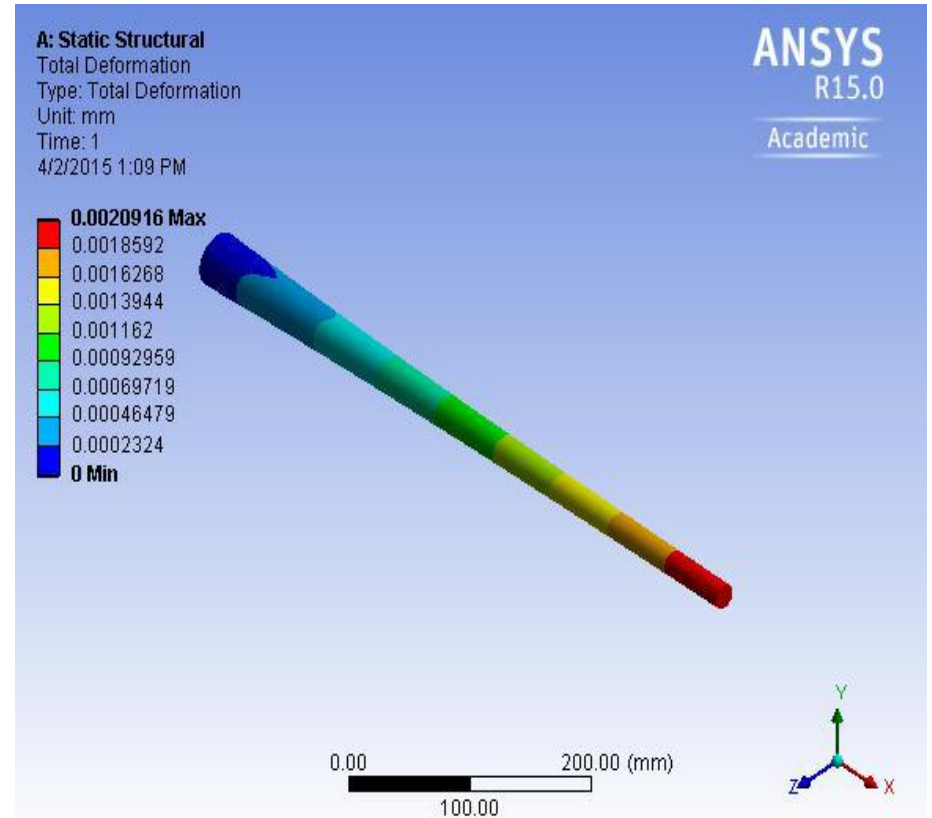 A: Static Structural
Total Deformation
Type: Total Deformation
Unit: mm
Time: 1
4/2/2015 1:09 PM
ANSYS
R15.0
Academic
0.0020916 Max
0.0018592
0.0016268
0.0013944
0.001162
0.00092959
0.00069719
0.00046479
0.0002324
0 Min
0.00
200.00 (mm)
100.00
Y
Z
X